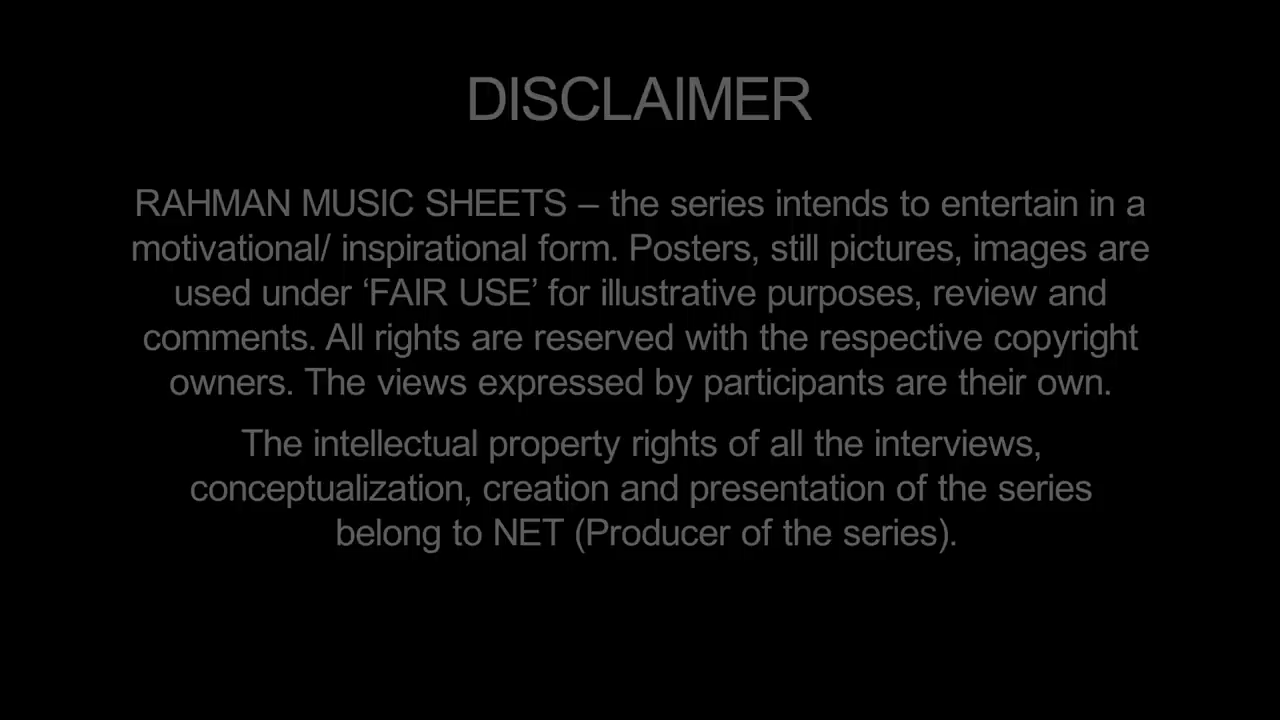 DISCLAIMER
RAHMAN MUSIC SHEETS – the series intends to entertain in a
motivational/ inspirational form. Posters, still pictures, images are
used under ‘FAIR USE’ for illustrative purposes, review and
comments. All rights are reserved with the respective copyright
owners. The views expressed by participants are their own.
The intellectual property rights of all the interviews,
conceptualization, creation and presentation of the series
belong to NET (Producer of the series).